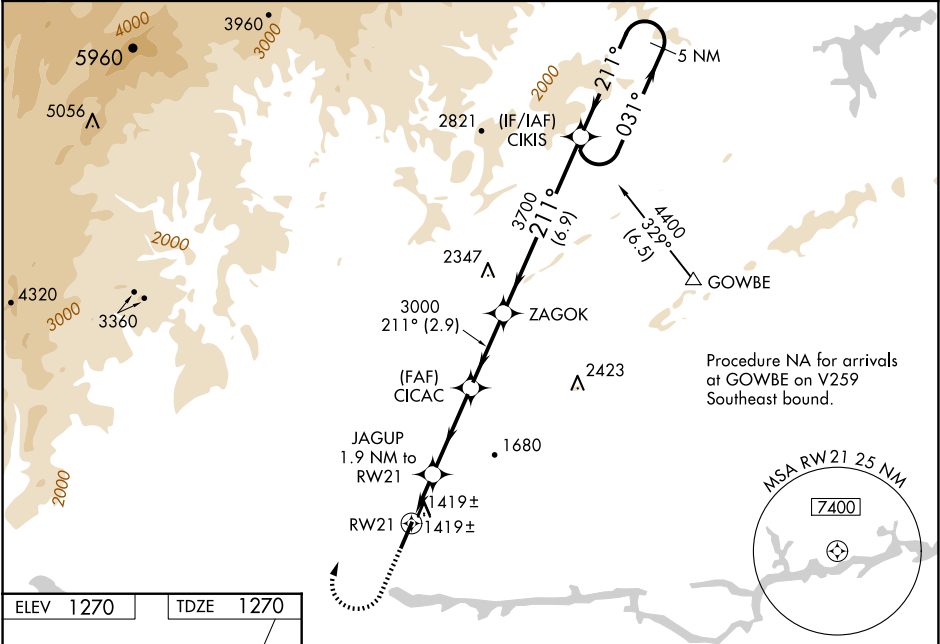 4000
3960
3000
5960
5 NM
211°
2000
031°
5056
2821
(IF/IAF)
CIKIS
3700
211°
(6.9)
4400
329°
(6.5)
2000
2347
GOWBE
4320
3000
3360
3000
211° (2.9)
ZAGOK
Procedure NA for arrivals
at GOWBE on V259
Southeast bound.
(FAF)
CICAC
2423
JAGUP
1.9 NM to
RW21
1680
2000
MSA RW21 25 NM
7400
1419±
RW21
1419±
ELEV 1270
TDZE 1270